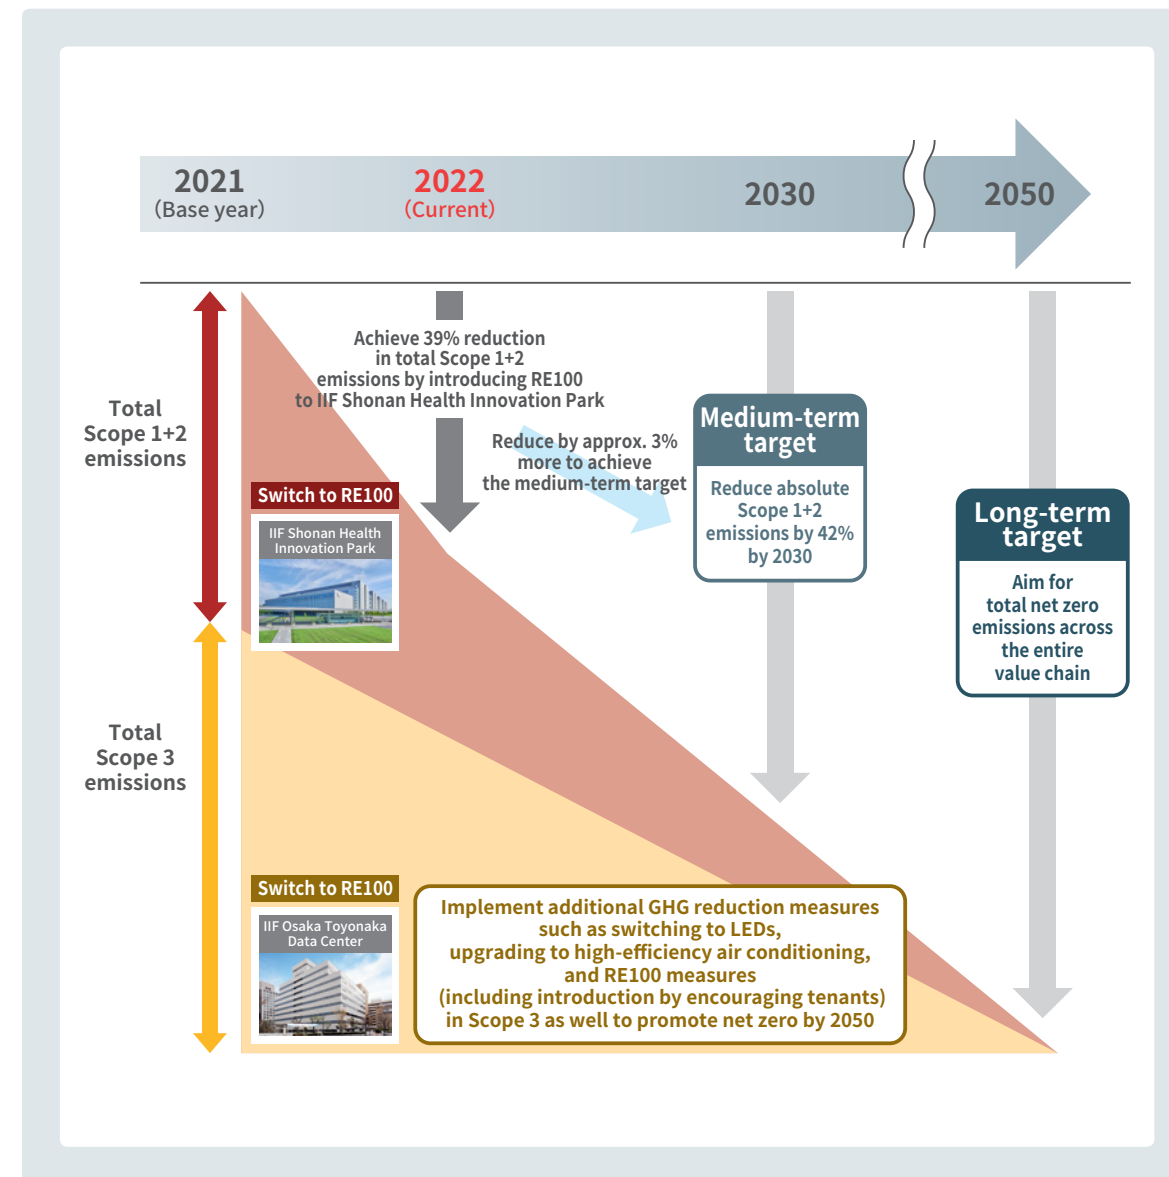 2021
(Base year)
2022
(Current)
2030
2050
Achieve 39% reduction
in total Scope 1+2
emissions by introducing RE100
to IIF Shonan Health Innovation Park
Total
Scope 1+2
emissions
Reduce by approx. 3%
more to achieve
the medium-term target
Medium-term
target
Reduce absolute
Scope 1+2
emissions by 42%
by 2030
Long-term
target
Aim for
total net zero
emissions across
the entire
value chain
Switch to RE100
IIF Shonan Health
Innovation Park
Total
Scope 3
emissions
Switch to RE100
IIF Osaka Toyonaka
Data Center
Implement additional GHG reduction measures
such as switching to LEDs,
upgrading to high-efficiency air conditioning,
and RE100 measures
(including introduction by encouraging tenants)
in Scope 3 as well to promote net zero by 2050